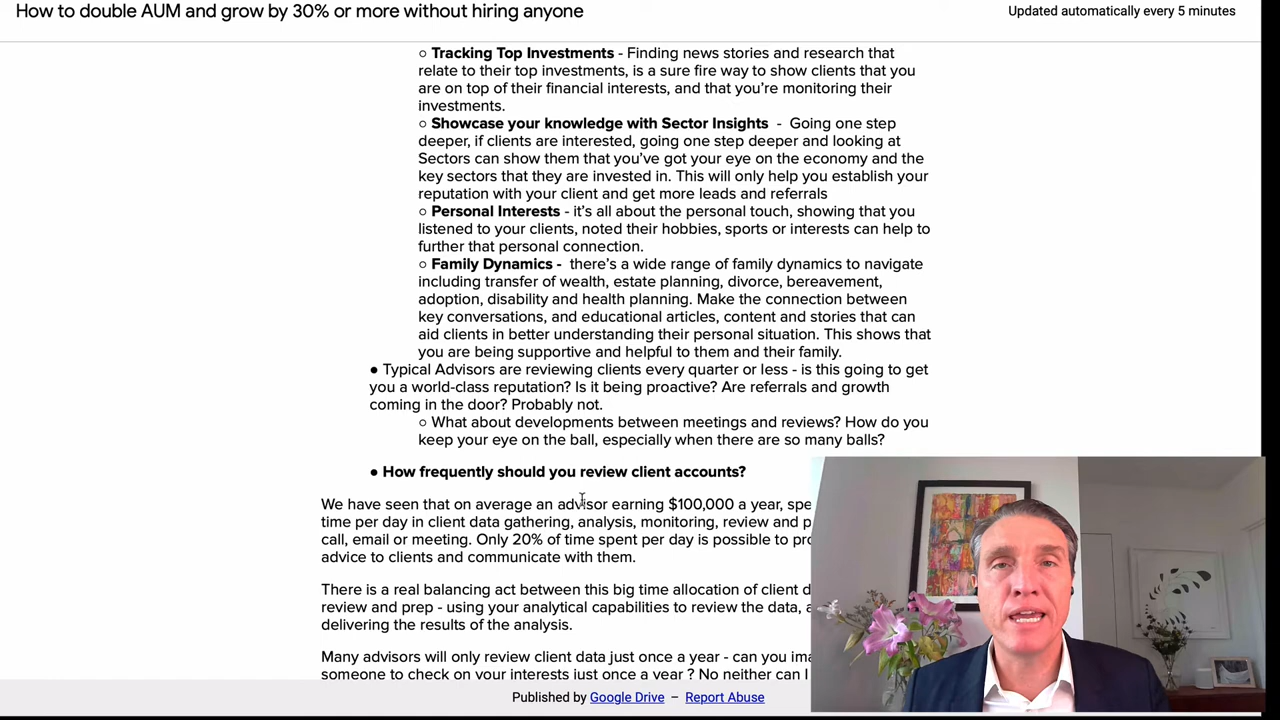 How to double AUM and grow by 30% or more without hiring anyone
Updated automatically every 5 minutes
○ Tracking Top Investments - Finding news stories and research that
relate to their top investments, is a sure fire way to show clients that you
are on top of their financial interests, and that you’re monitoring their
investments.
○ Showcase your knowledge with Sector Insights - Going one step
deeper, if clients are interested, going one step deeper and looking at
Sectors can show them that you’ve got your eye on the economy and the
key sectors that they are invested in. This will only help you establish your
reputation with your client and get more leads and referrals
○ Personal Interests - it’s all about the personal touch, showing that you
listened to your clients, noted their hobbies, sports or interests can help to
further that personal connection.
○ Family Dynamics - there’s a wide range of family dynamics to navigate
including transfer of wealth, estate planning, divorce, bereavement,
adoption, disability and health planning. Make the connection between
key conversations, and educational articles, content and stories that can
aid clients in better understanding their personal situation. This shows that
you are being supportive and helpful to them and their family.
● Typical Advisors are reviewing clients every quarter or less - is this going to get
you a world-class reputation? Is it being proactive? Are referrals and growth
coming in the door? Probably not.
○ What about developments between meetings and reviews? How do you
keep your eye on the ball, especially when there are so many balls?
● How frequently should you review client accounts?
We have seen that on average an advisor earning $100,000 a year,
time per day in client data gathering, analysis, monitoring, review and
call, email or meeting. Only 20% of time spent per day is possible to
advice to clients and communicate with them.
There is a real balancing act between this big time allocation of client
review and prep - using your analytical capabilities to review the data,
delivering the results of the analysis.
Many advisors will only review client data just once a year - can you
someone to check on your interests just once a year ? No neither can I
Published by Google Drive – Report Abuse